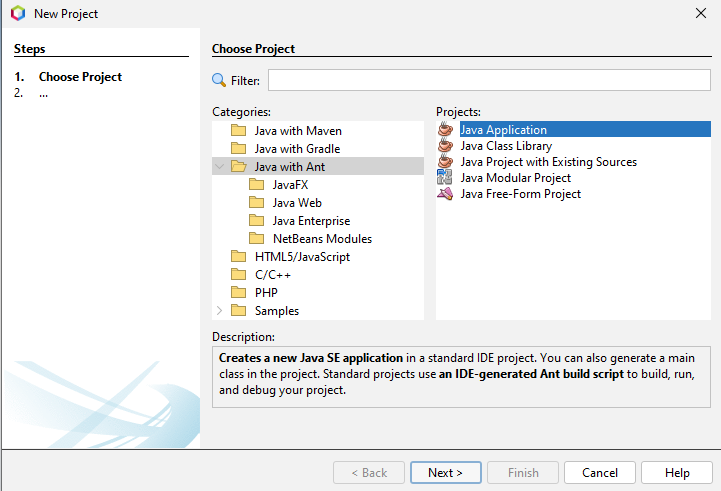 New Project
Steps
1. Choose Project
2. ...
Choose Project
Filter:
Categories:
Java with Maven
Java with Gradle
Java with Ant
JavaFX
Java Web
Java Enterprise
NetBeans Modules
HTML5/JavaScript
C/C++
PHP
Samples
Projects:
Java Application
Java Class Library
Java Project with Existing Sources
Java Modular Project
Java Free-Form Project
Description:
Creates a new Java SE application in a standard IDE project. You can also generate a main
class in the project. Standard projects use an IDE-generated Ant build script to build, run,
and debug your project.
< Back
Next >
Finish
Cancel
Help